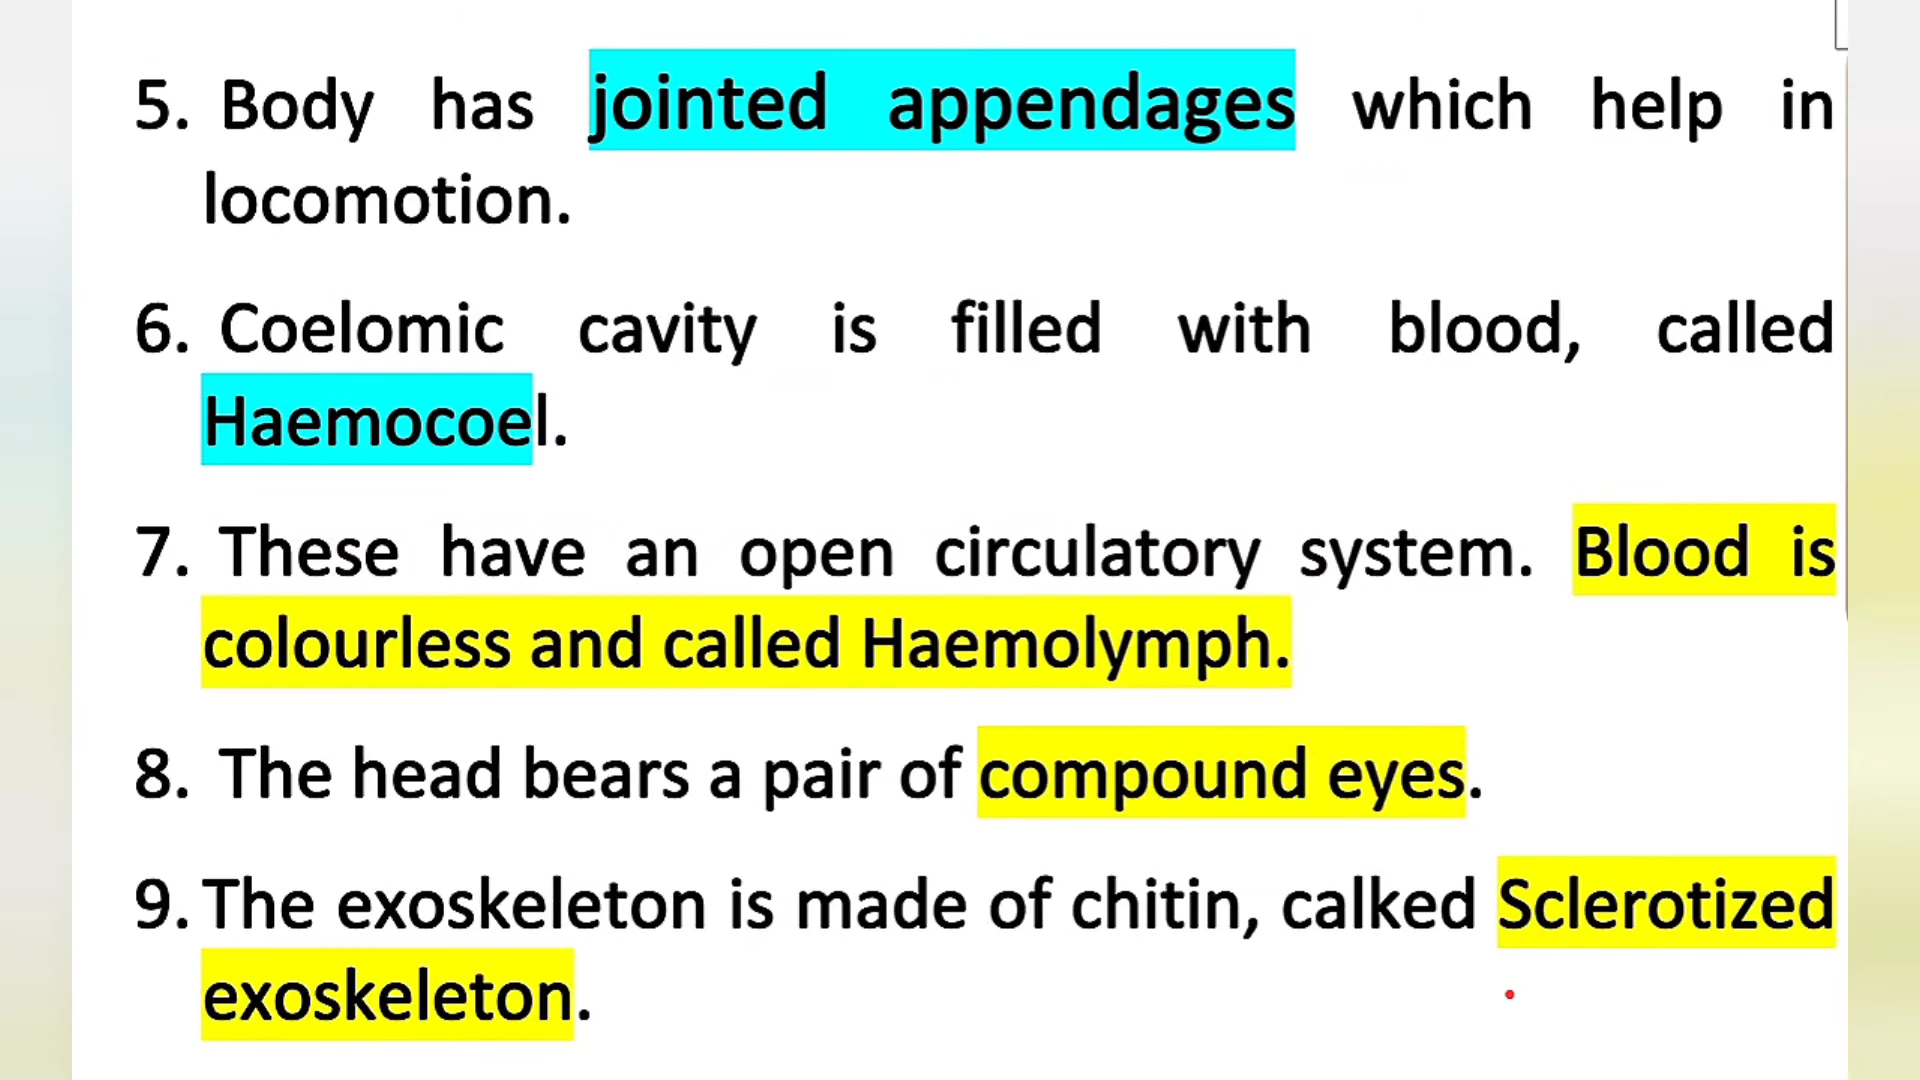 5. Body has jointed appendages which help in
locomotion.
6. Coelomic cavity is filled with blood, called
Haemocoel.
7. These have an open circulatory system. Blood is
colourless and called Haemolymph.
8. The head bears a pair of compound eyes.
9. The exoskeleton is made of chitin, calked Sclerotized
exoskeleton.